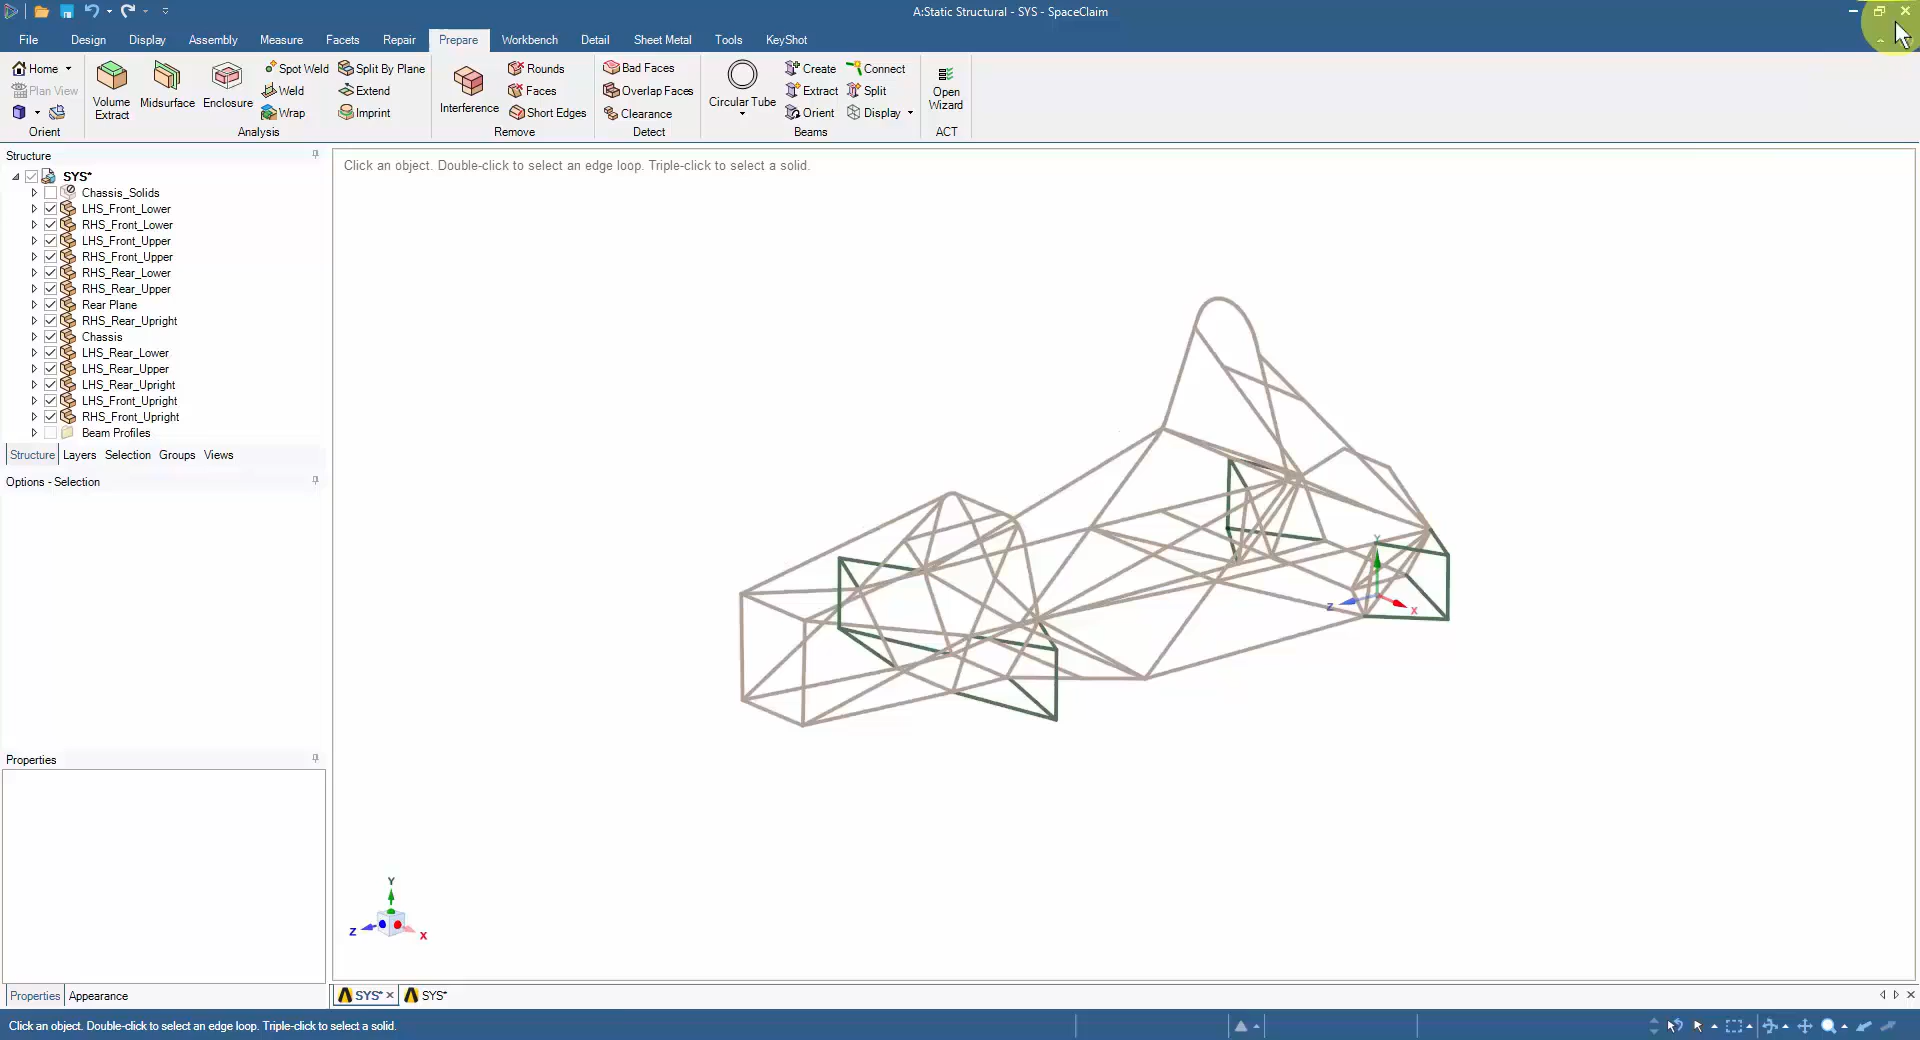 A:Static Structural - SYS - SpaceClaim
File Design Display Assembly Measure Facets Repair Prepare Workbench Detail Sheet Metal Tools KeyShot
Home
Plan View
Orient
Volume Extract
Midsurface
Enclosure
Spot Weld
Weld
Wrap
Split By Plane
Extend
Imprint
Analysis
Interference
Rounds
Faces
Short Edges
Remove
Bad Faces
Overlap Faces
Clearance
Detect
Circular Tube
Create
Extract
Orient
Connect
Split
Display
Beams
Open Wizard
ACT
Structure
SYS*
Chassis_Solids
LHS_Front_Lower
RHS_Front_Lower
LHS_Front_Upper
RHS_Front_Upper
RHS_Rear_Lower
RHS_Rear_Upper
Rear Plane
RHS_Rear_Upright
Chassis
LHS_Rear_Lower
LHS_Rear_Upper
LHS_Rear_Upright
LHS_Front_Upright
RHS_Front_Upright
Beam Profiles
Structure Layers Selection Groups Views
Options - Selection
Properties
Properties Appearance
Click an object. Double-click to select an edge loop. Triple-click to select a solid.
Y
Z
X
Y
Z
X
SYS* SYS*
Click an object. Double-click to select an edge loop. Triple-click to select a solid.